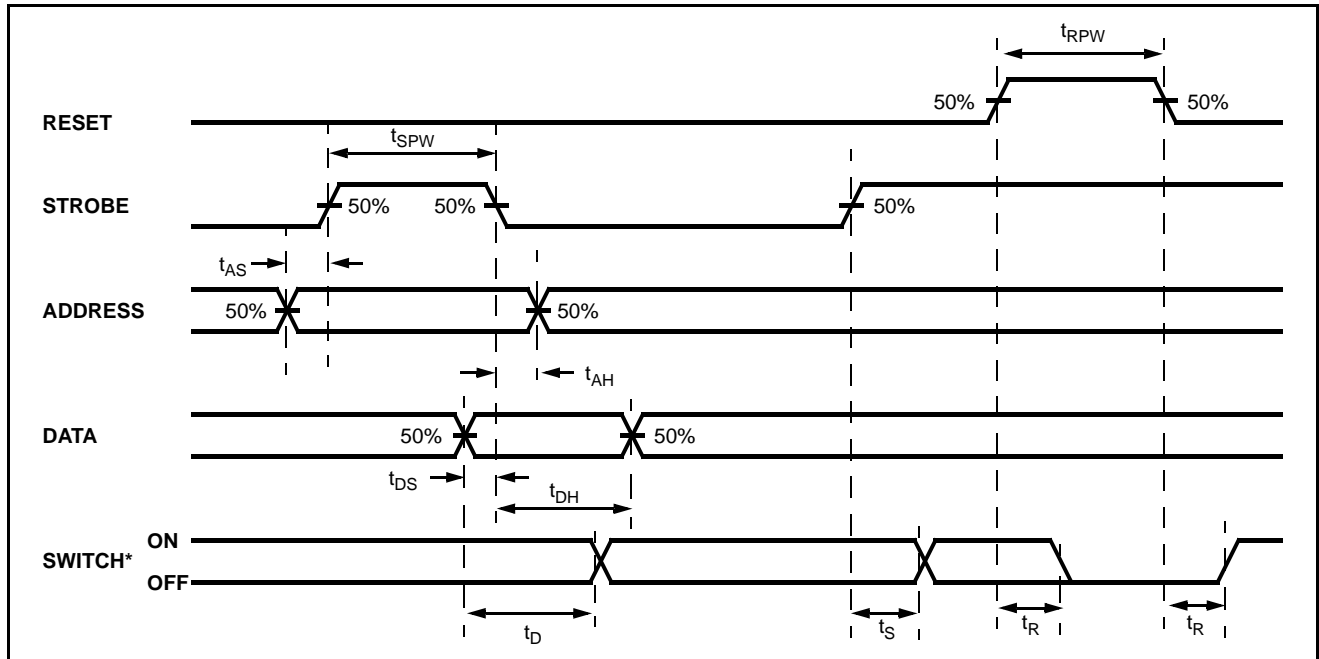 tRPW
50% 50%
RESET
tSPW
STROBE 50% 50% 50%
tAS
ADDRESS 50% 50%
tAH
DATA 50% 50%
tDS tDH
ON
SWITCH*
OFF
tD tS tR tR